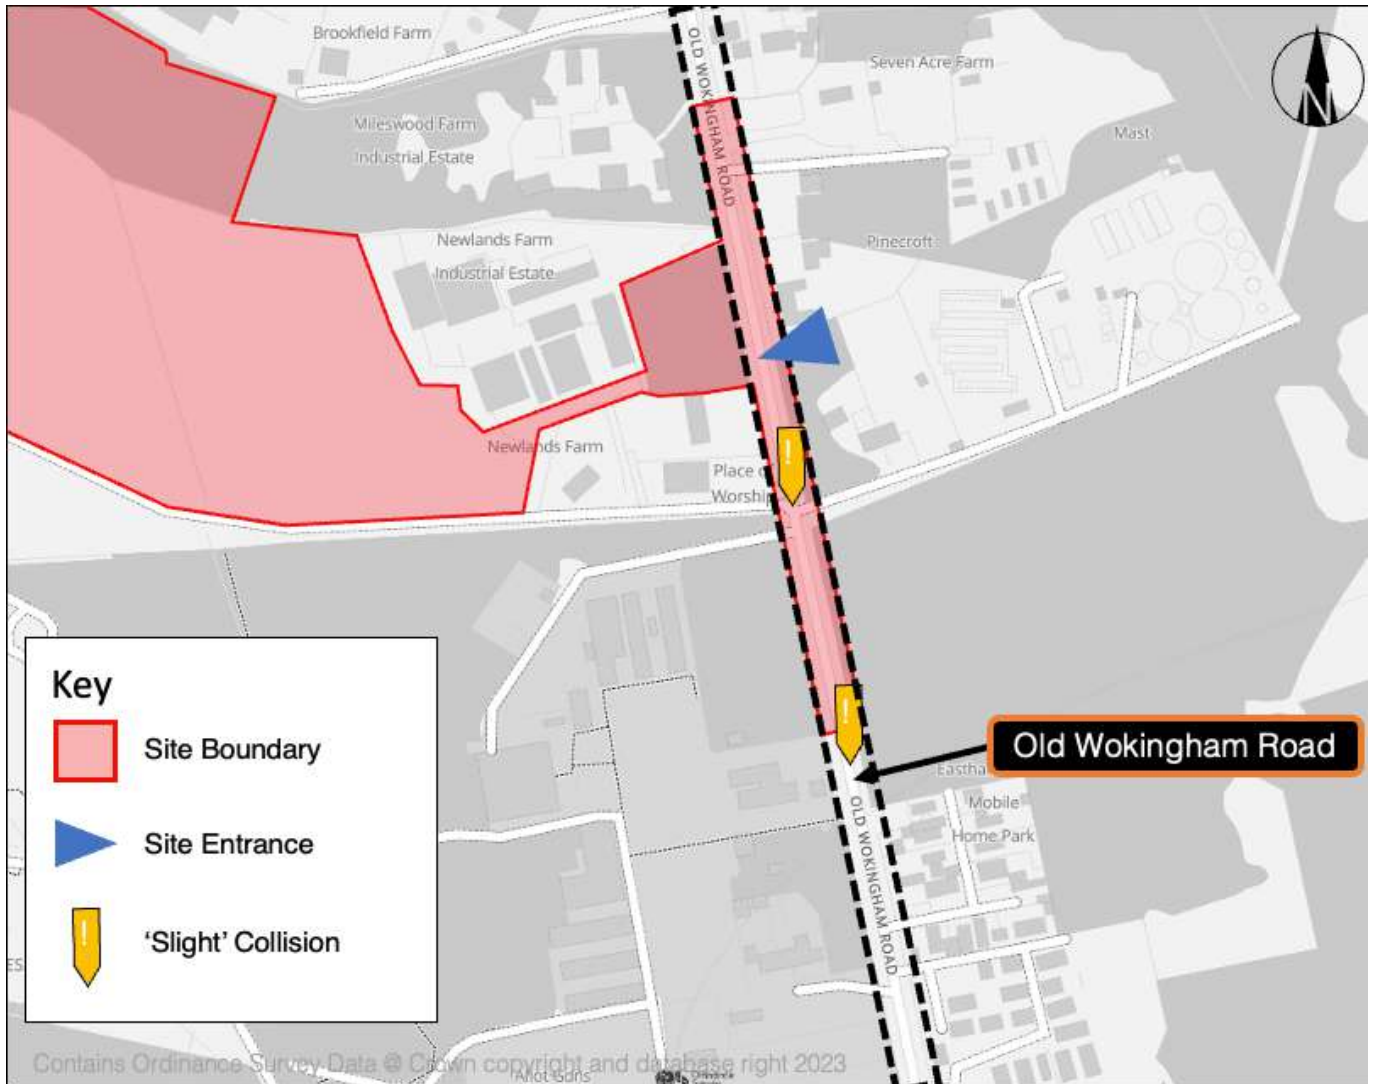 Brookfield Farm
OLD WOKINGHAM ROAD
Seven Acre Farm
N
Mileswood Farm
Industrial Estate
Mast
Newlands Farm
Industrial Estate
Pinecroft
Newlands Farm
Place o
Worship
Key
Site Boundary
Site Entrance
'Slight' Collision
Old Wokingham Road
Eastha
Mobile
Home Park
OLD WOKINGHAM ROAD
ES
Contains Ordinance Survey Data @ Crown copyright and database right 2023